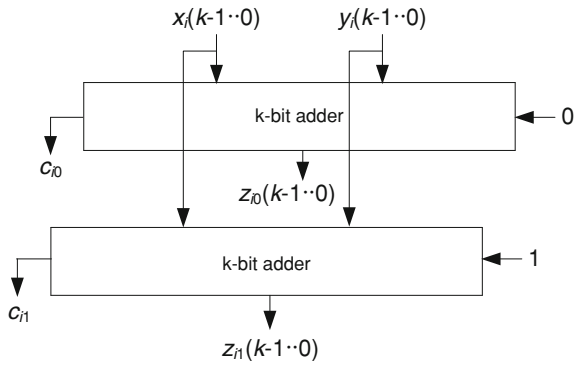 xᵢ(k-1··0) yᵢ(k-1··0)
k-bit adder
0
cᵢ₀
zᵢ₀(k-1··0)
k-bit adder
1
cᵢ₁
zᵢ₁(k-1··0)